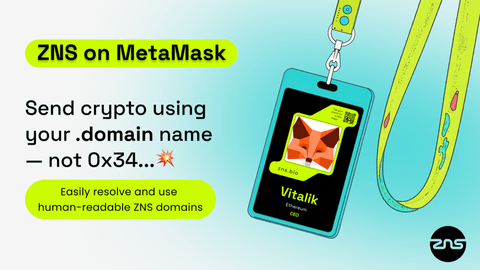 ZNS on MetaMask
Send crypto using
your .domain name
— not 0x34...💥
Easily resolve and use
human-readable ZNS domains
zns.bio
Vitalik
Ethereum
CEO
zns